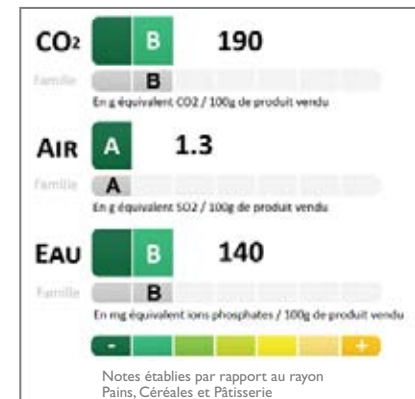 CO2 B 190
Famille B
En g équivalent CO2 / 100g de produit vendu
AIR A 1.3
Famille A
En g équivalent SO2 / 100g de produit vendu
EAU B 140
Famille B
En mg équivalent ions phosphates / 100g de produit vendu
- +
Notes établies par rapport au rayon
Pains, Céréales et Pâtisserie